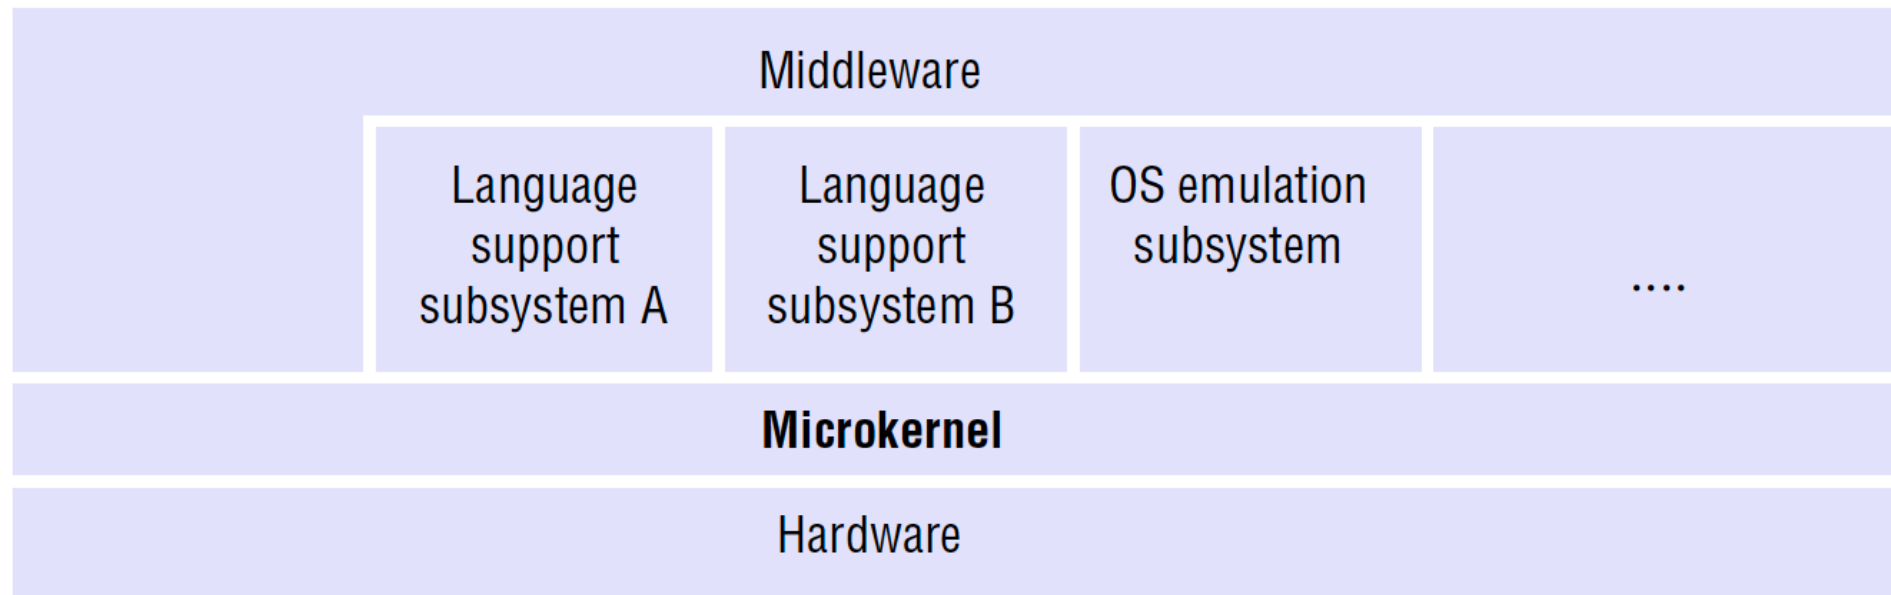 Middleware
Language
support
subsystem A
Language
support
subsystem B
OS emulation
subsystem
....
Microkernel
Hardware